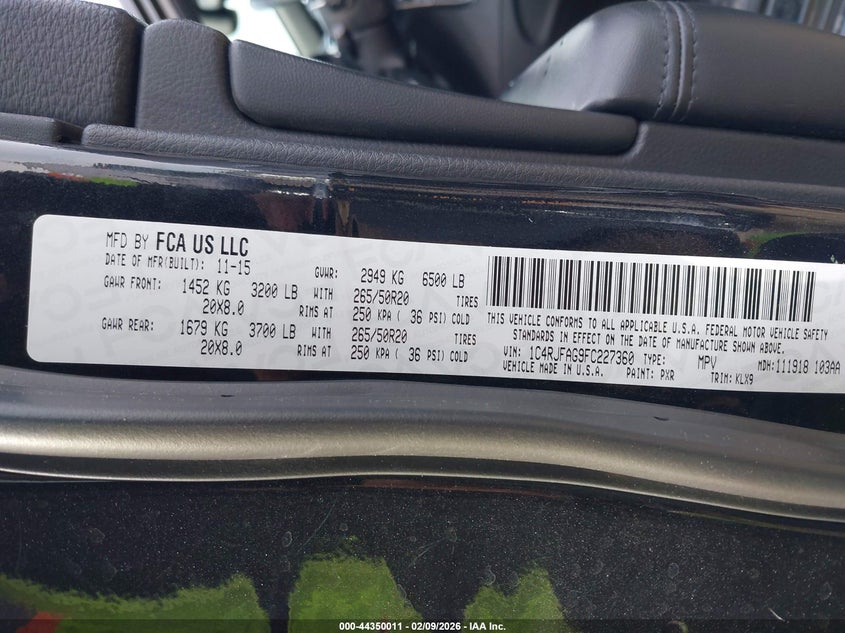 MFD BY FCA US LLC
DATE OF MFR(BUILT): 11-15 GVWR: 2949 KG 6500 LB
GAWR FRONT: 1452 KG 3200 LB WITH 265/50R20 TIRES
20X8.0 RIMS AT 250 KPA ( 36 PSI) COLD
GAWR REAR: 1679 KG 3700 LB WITH 265/50R20 TIRES
20X8.0 RIMS AT 250 KPA ( 36 PSI) COLD
THIS VEHICLE CONFORMS TO ALL APPLICABLE U.S.A. FEDERAL MOTOR VEHICLE SAFETY
STANDARDS IN EFFECT ON THE DATE OF MANUFACTURE SHOWN ABOVE.
VIN: 1C4RJFAG9FC227360 TYPE: MPV MDH:111918 103AA
VEHICLE MADE IN U.S.A. PAINT: PXR TRIM: KLX9
000-44350011 - 02/09/2026 - IAA Inc.